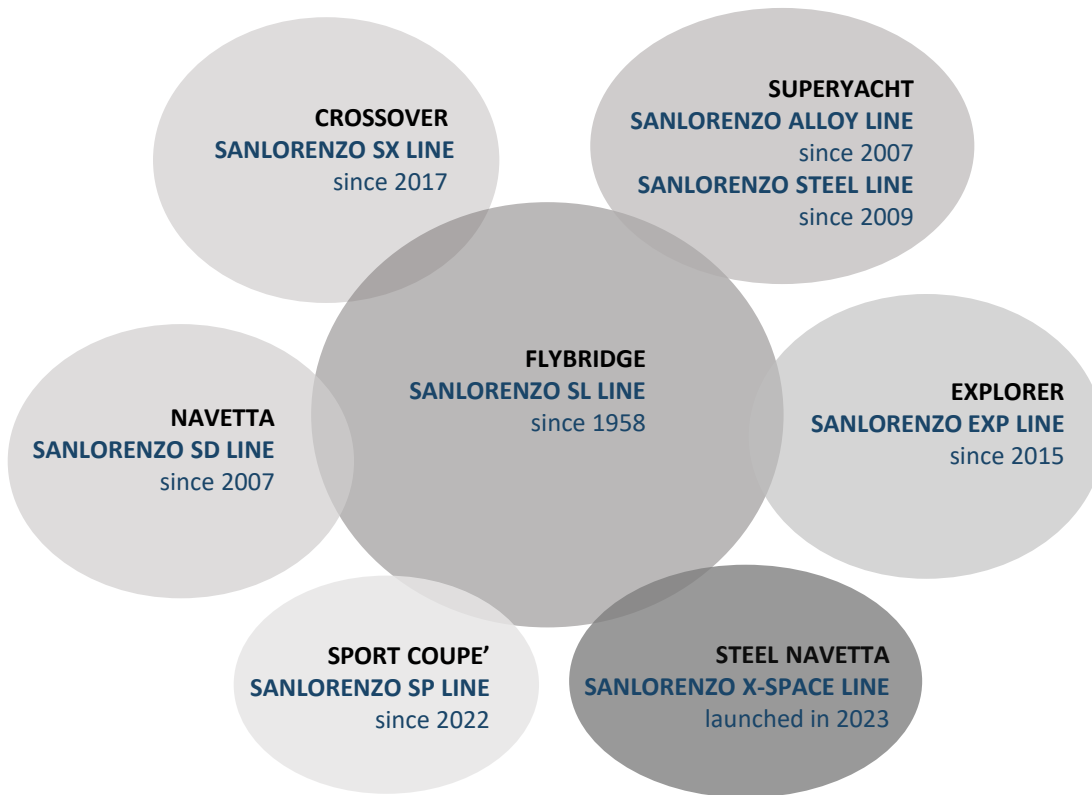 CROSSOVER
SANLORENZO SX LINE
since 2017
SUPERYACHT
SANLORENZO ALLOY LINE
since 2007
SANLORENZO STEEL LINE
since 2009
FLYBRIDGE
SANLORENZO SL LINE
since 1958
NAVETTA
SANLORENZO SD LINE
since 2007
EXPLORER
SANLORENZO EXP LINE
since 2015
SPORT COUPE'
SANLORENZO SP LINE
since 2022
STEEL NAVETTA
SANLORENZO X-SPACE LINE
launched in 2023